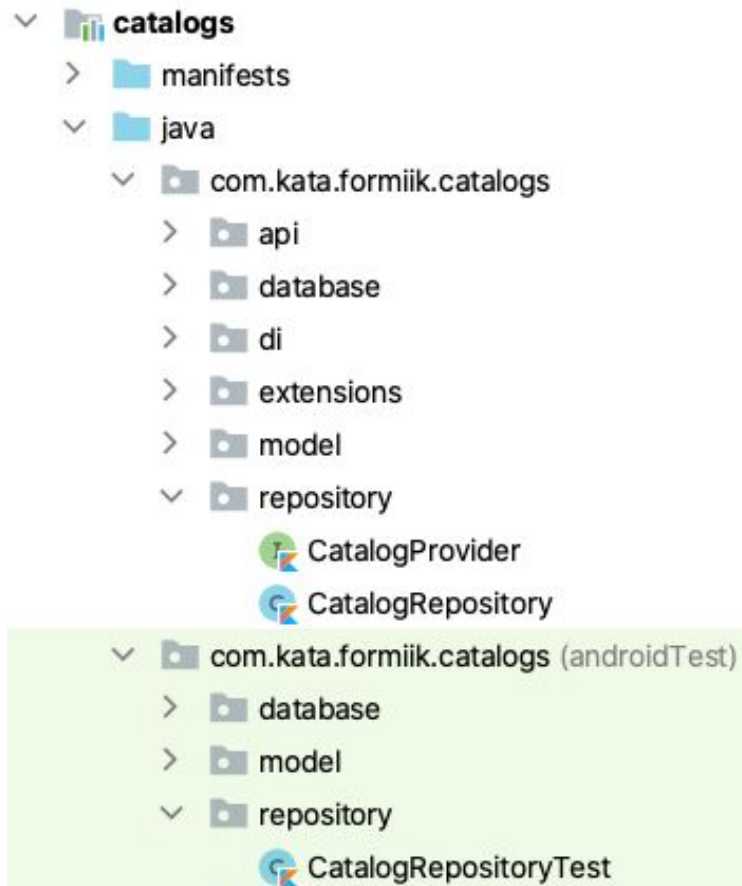 catalogs
manifests
java
com.kata.formiik.catalogs
api
database
di
extensions
model
repository
CatalogProvider
CatalogRepository
com.kata.formiik.catalogs (androidTest)
database
model
repository
CatalogRepositoryTest